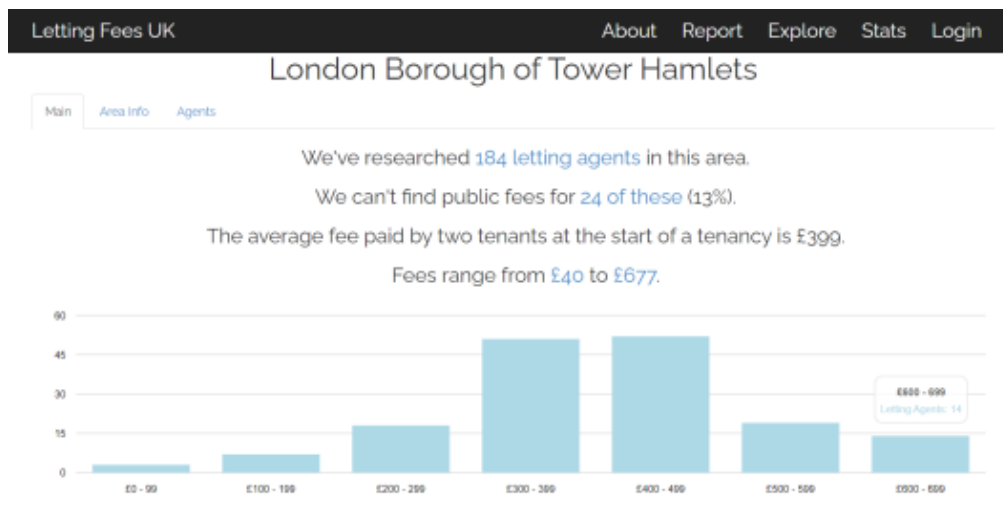 Letting Fees UK About Report Explore Stats Login
London Borough of Tower Hamlets
Main Area Info Agents
We've researched 184 letting agents in this area.
We can't find public fees for 24 of these (13%).
The average fee paid by two tenants at the start of a tenancy is £399.
Fees range from £40 to £677.
60
45
30
15
0
£600 - 699
Letting Agents: 14
£0 - 99 £100 - 199 £200 - 299 £300 - 399 £400 - 499 £500 - 599 £600 - 699